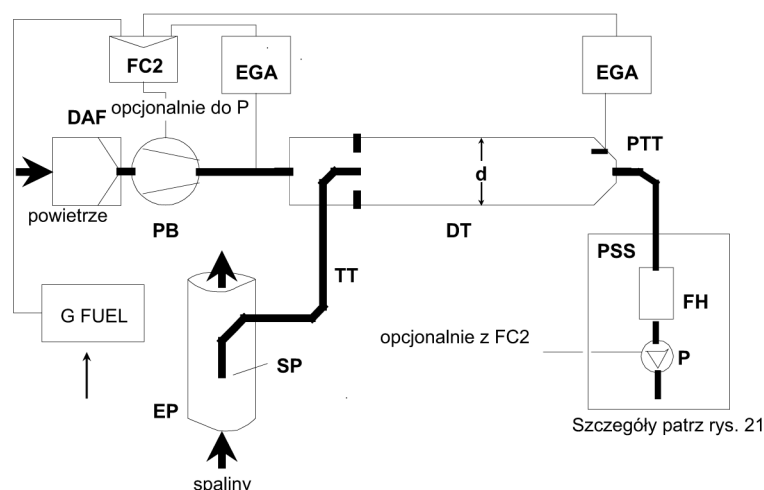 FC2
EGA
EGA
opcjonalnie do P
DAF
PTT
d
powietrze
PB
DT
PSS
TT
FH
G FUEL
opcjonalnie z FC2
P
SP
EP
Szczegóły patrz rys. 21
spaliny